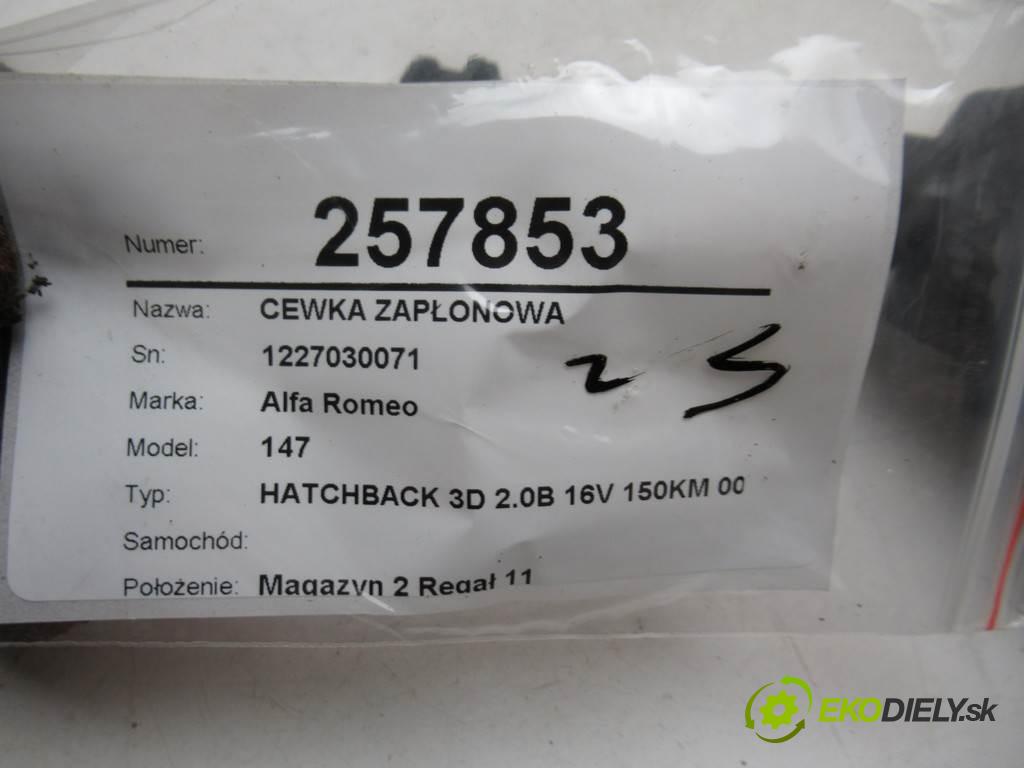 Numer: 257853
Nazwa: CEWKA ZAPŁONOWA
Sn: 1227030071
Marka: Alfa Romeo
Model: 147
Typ: HATCHBACK 3D 2.0B 16V 150KM 00
Samochód:
Położenie: Magazyn 2 Regał 11
EKODIELY.sk